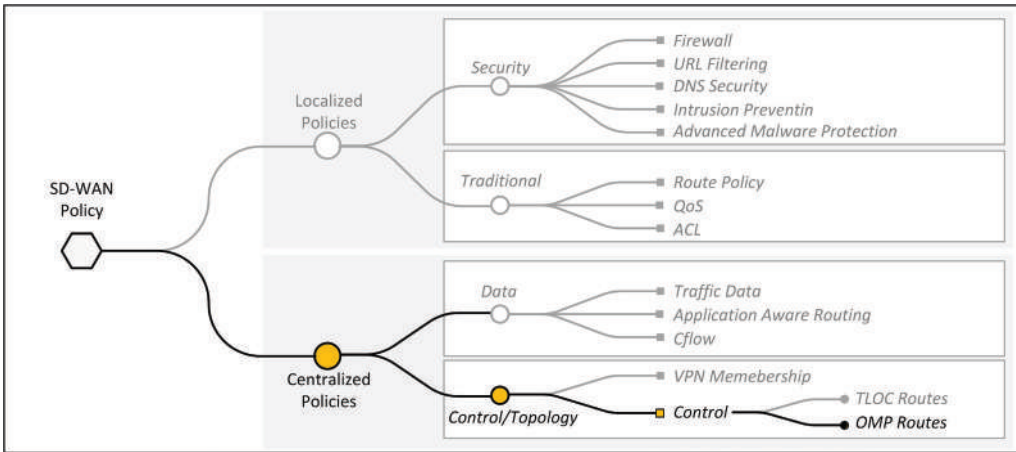 SD-WAN
Policy
Localized
Policies
Security
Firewall
URL Filtering
DNS Security
Intrusion Preventin
Advanced Malware Protection
Traditional
Route Policy
QoS
ACL
Centralized
Policies
Data
Traffic Data
Application Aware Routing
Cflow
Control/Topology
VPN Memebership
Control
TLOC Routes
OMP Routes